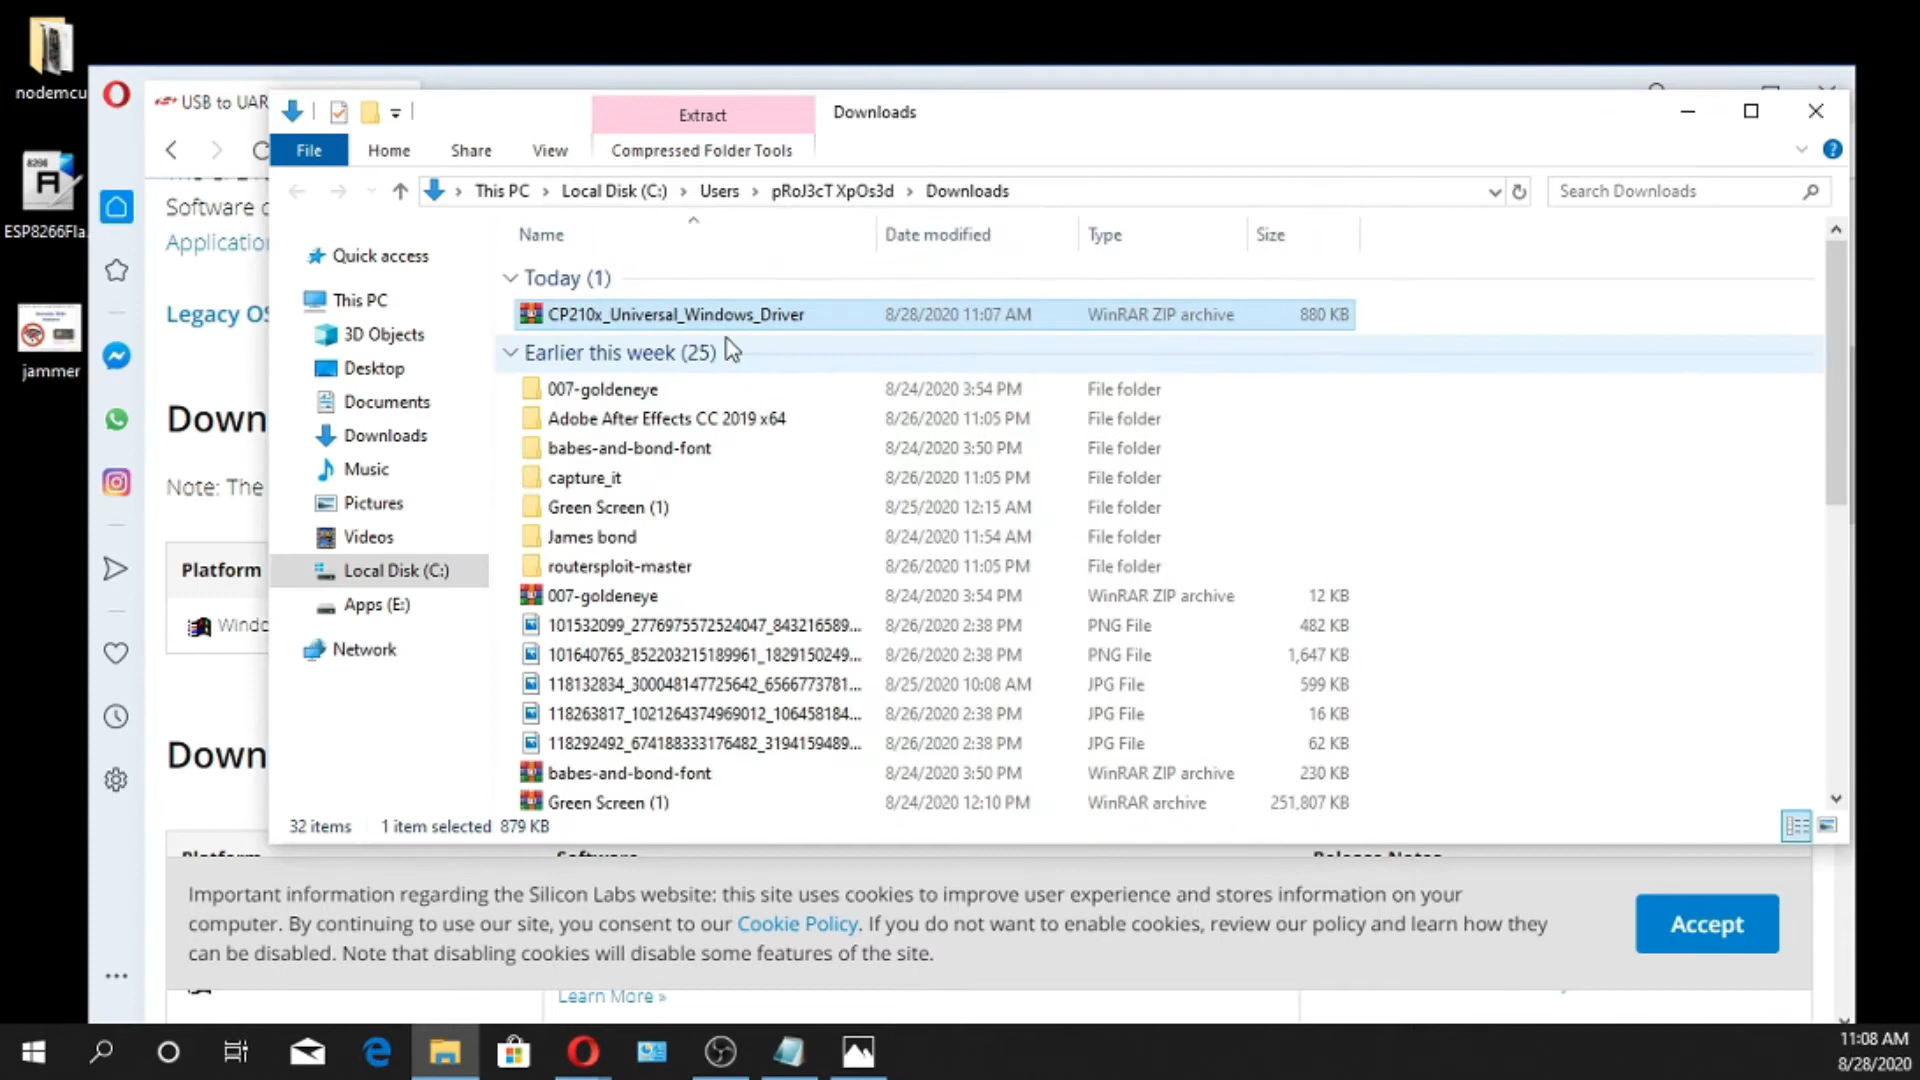 nodemcu
8266
A
ESP8266Fla...
jammer
USB to UAR
Software
Application
Legacy OS
Down
Note: The
Platform
Windo
Down
Extract
Downloads
File
Home
Share
View
Compressed Folder Tools
This PC > Local Disk (C:) > Users > pRoJ3cT XpOs3d > Downloads
Search Downloads
Quick access
This PC
3D Objects
Desktop
Documents
Downloads
Music
Pictures
Videos
Local Disk (C:)
Apps (E:)
Network
Name Date modified Type Size
Today (1)
CP210x_Universal_Windows_Driver 8/28/2020 11:07 AM WinRAR ZIP archive 880 KB
Earlier this week (25)
007-goldeneye 8/24/2020 3:54 PM File folder
Adobe After Effects CC 2019 x64 8/26/2020 11:05 PM File folder
babes-and-bond-font 8/24/2020 3:50 PM File folder
capture_it 8/26/2020 11:05 PM File folder
Green Screen (1) 8/25/2020 12:15 AM File folder
James bond 8/24/2020 11:54 AM File folder
routersploit-master 8/26/2020 11:05 PM File folder
007-goldeneye 8/24/2020 3:54 PM WinRAR ZIP archive 12 KB
101532099_2776975572524047_843216589... 8/26/2020 2:38 PM PNG File 482 KB
101640765_852203215189961_1829150249... 8/26/2020 2:38 PM PNG File 1,647 KB
118132834_300048147725642_6566773781... 8/25/2020 10:08 AM JPG File 599 KB
118263817_1021264374969012_106458184... 8/26/2020 2:38 PM JPG File 16 KB
118292492_674188333176482_3194159489... 8/26/2020 2:38 PM JPG File 62 KB
babes-and-bond-font 8/24/2020 3:50 PM WinRAR ZIP archive 230 KB
Green Screen (1) 8/24/2020 12:10 PM WinRAR archive 251,807 KB
32 items 1 item selected 879 KB
Platform Software Release Notes
Important information regarding the Silicon Labs website: this site uses cookies to improve user experience and stores information on your
computer. By continuing to use our site, you consent to our Cookie Policy. If you do not want to enable cookies, review our policy and learn how they
can be disabled. Note that disabling cookies will disable some features of the site.
Accept
Learn More »
11:08 AM
8/28/2020